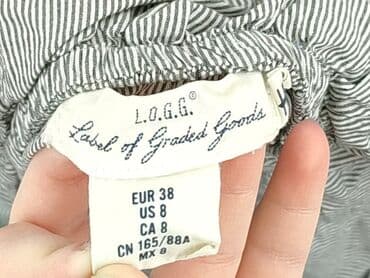 L.O.G.G.®
Label of Graded Goods
EUR 38
US 8
CA 8
CN 165/88A
MX 8